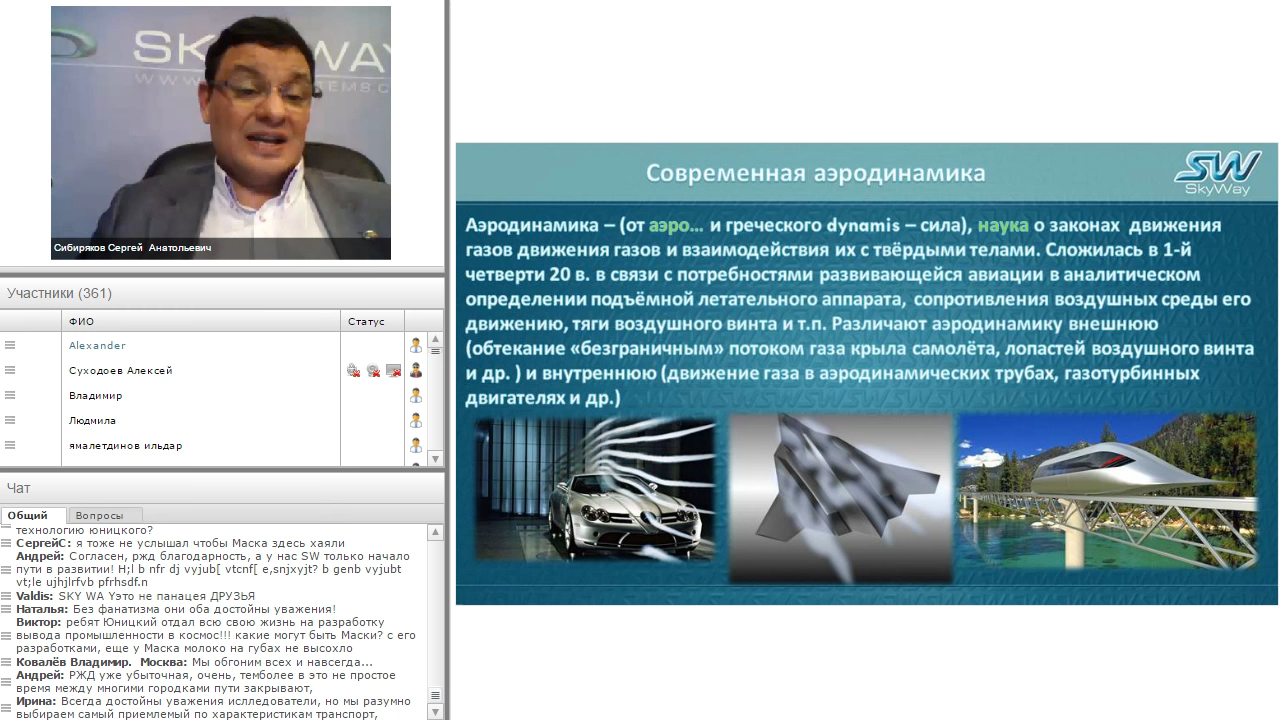 SKYWAY
Сибиряков Сергей Анатольевич
Участники (361)
ФИО
Статус
Alexander
Суходоев Алексей
Владимир
Людмила
ямалетдинов ильдар
Чат
Общий
Вопросы
технологию юницкого?
СергейС: я тоже не услышал чтобы Маска здесь хаяли
Андрей: Согласен, ржд благодарность, а у нас SW только начало
пути в развитии! H;l b nfr dj vyjub[ vtcnf[ e,snjxyjt? b genb vyjubt
vt;le ujhjlrfvb pfrhsdf.n
Valdis: SKY WA Yэто не панацея ДРУЗЬЯ
Наталья: Без фанатизма они оба достойны уважения!
Виктор: ребят Юницкий отдал всю свою жизнь на разработку
вывода промышленности в космос!!! какие могут быть Маски? с его
разработками, еще у Маска молоко на губах не высохло
Ковалёв Владимир. Москва: Мы обгоним всех и навсегда...
Андрей: РЖД уже убыточная, очень, темболее в это не простое
время между многими городками пути закрывают,
Ирина: Всегда достойны уважения иследователи, но мы разумно
выбираем самый приемлемый по характеристикам транспорт,
Современная аэродинамика
SW
SkyWay
Аэродинамика – (от аэро... и греческого dynamis – сила), наука о законах движения
газов движения газов и взаимодействия их с твёрдыми телами. Сложилась в 1-й
четверти 20 в. в связи с потребностями развивающейся авиации в аналитическом
определении подъёмной летательного аппарата, сопротивления воздушных среды его
движению, тяги воздушного винта и т.п. Различают аэродинамику внешнюю
(обтекание «безграничным» потоком газа крыла самолёта, лопастей воздушного винта
и др. ) и внутреннюю (движение газа в аэродинамических трубах, газотурбинных
двигателях и др.)